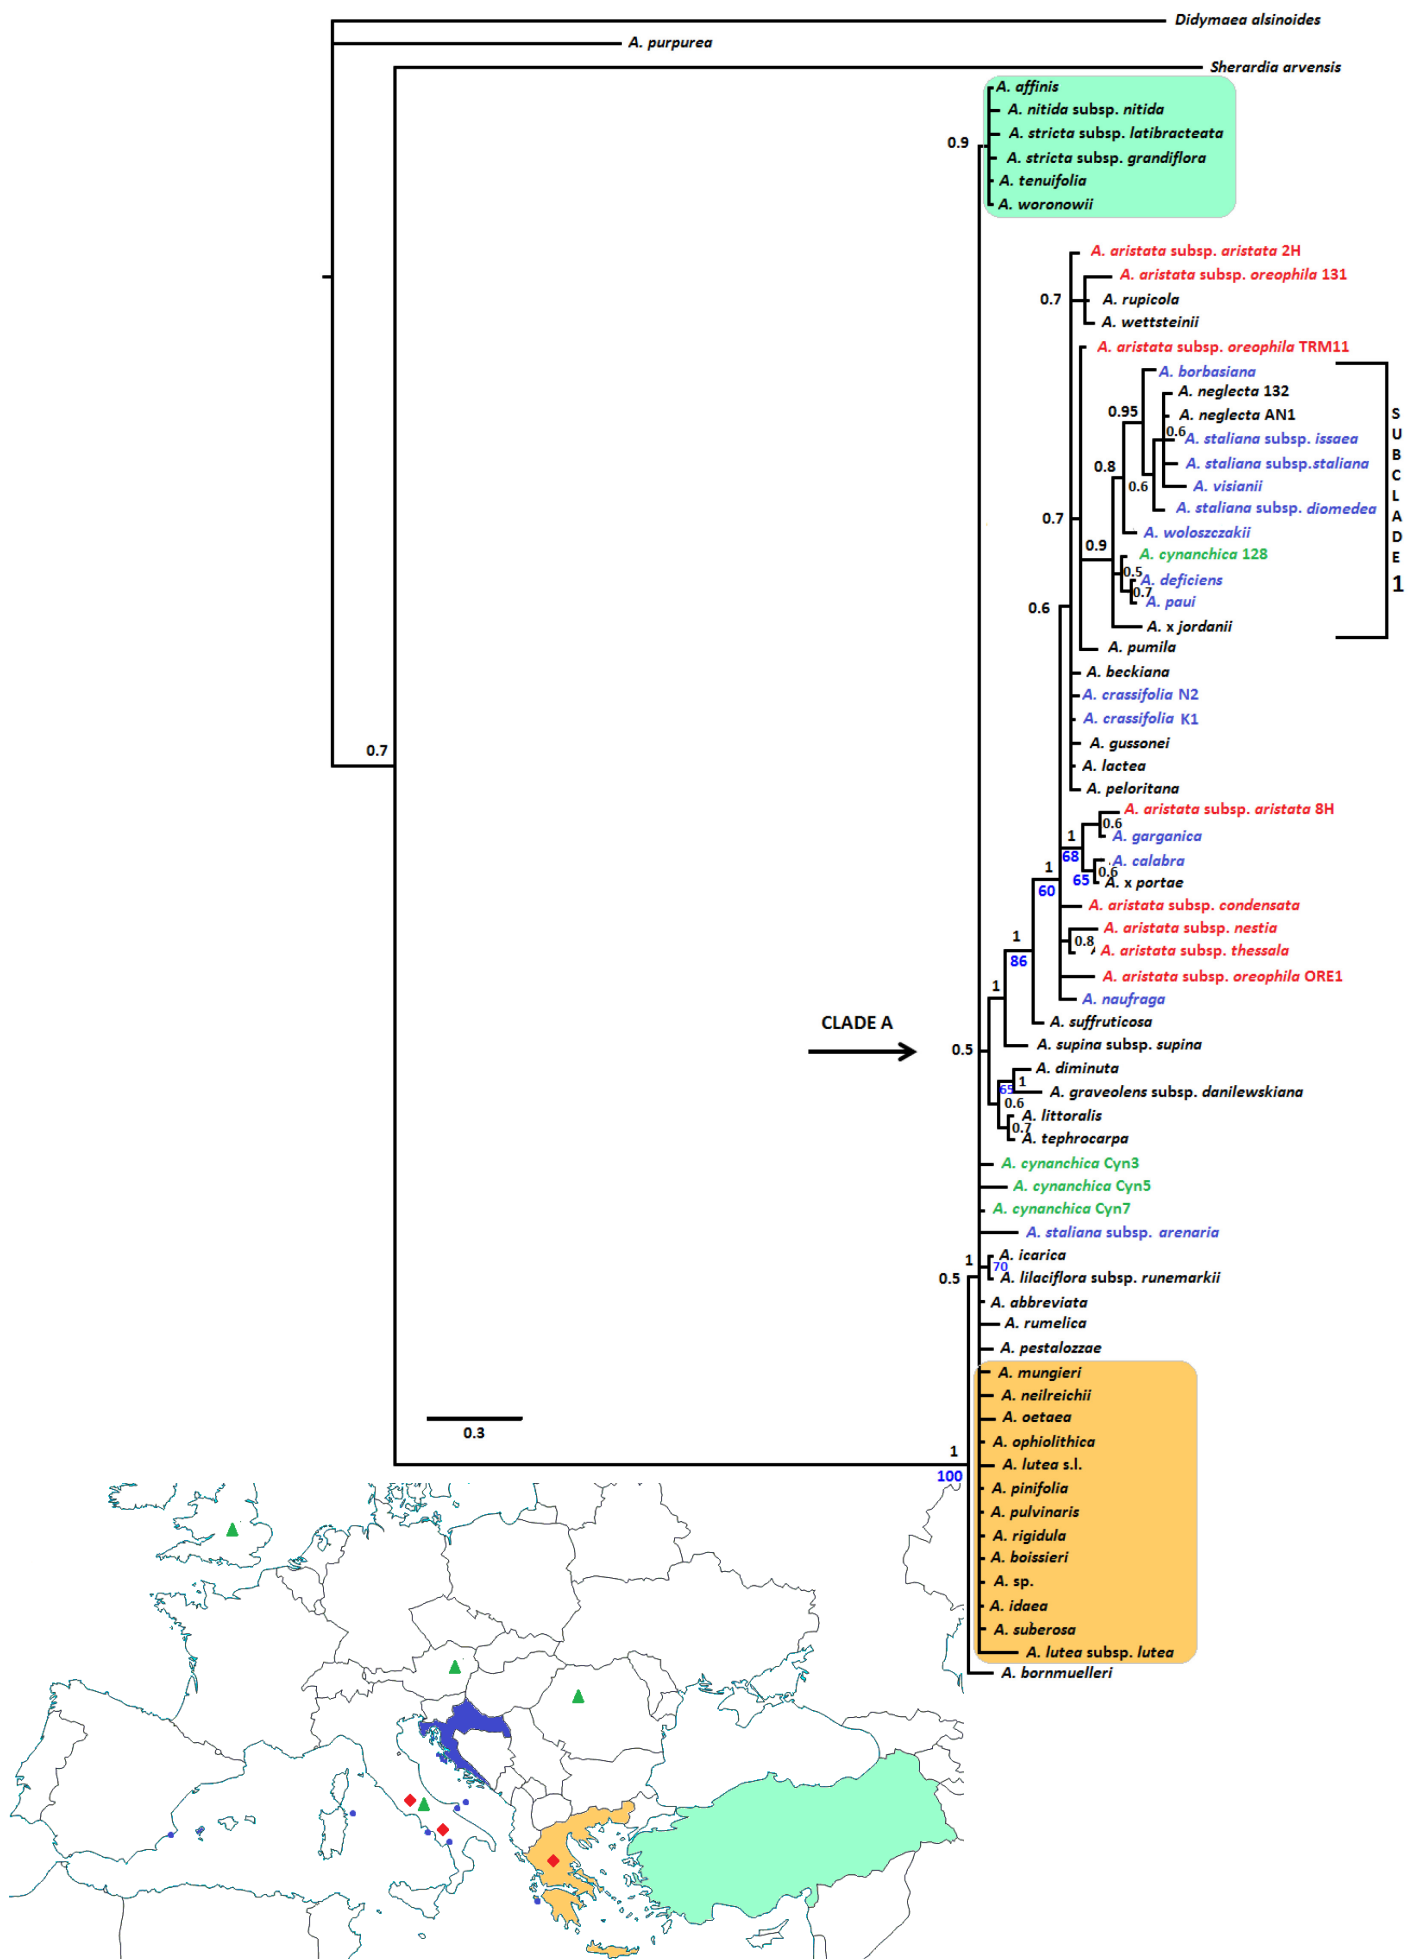 Didymaea alsinoides
A. purpurea
Sherardia arvensis
A. affinis
A. nitida subsp. nitida
A. stricta subsp. latibracteata
0.9
A. stricta subsp. grandiflora
A. tenuifolia
A. woronowii
A. aristata subsp. aristata 2H
A. aristata subsp. oreophila 131
0.7
A. rupicola
A. wettsteinii
A. aristata subsp. oreophila TRM11
A. borbasiana
A. neglecta 132
0.95
A. neglecta AN1
0.6
A. staliana subsp. issaea
0.8
A. staliana subsp.staliana
0.6
A. visianii
A. staliana subsp. diomedea
0.7
A. woloszczakii
0.9
A. cynanchica 128
0.5
A. deficiens
0.7
A. paui
SUBCLADE 1
0.6
A. x jordanii
A. pumila
A. beckiana
A. crassifolia N2
A. crassifolia K1
A. gussonei
0.7
A. lactea
A. peloritana
A. aristata subsp. aristata 8H
0.6
1
A. garganica
68
A. calabra
1
0.6
65
A. x portae
60
A. aristata subsp. condensata
A. aristata subsp. nestia
1
0.8
A. aristata subsp. thessala
86
A. aristata subsp. oreophila ORE1
1
A. naufraga
CLADE A
A. suffruticosa
0.5
A. supina subsp. supina
A. diminuta
1
65
A. graveolens subsp. danilewskiana
0.6
A. littoralis
0.7
A. tephrocarpa
A. cynanchica Cyn3
A. cynanchica Cyn5
A. cynanchica Cyn7
A. staliana subsp. arenaria
1
A. icarica
70
0.5
A. lilaciflora subsp. runemarkii
A. abbreviata
A. rumelica
A. pestalozzae
A. mungieri
A. neilreichii
A. oetaea
0.3
A. ophiolithica
1
A. lutea s.l.
100
A. pinifolia
A. pulvinaris
A. rigidula
A. boissieri
A. sp.
A. idaea
A. suberosa
A. lutea subsp. lutea
A. bornmuelleri